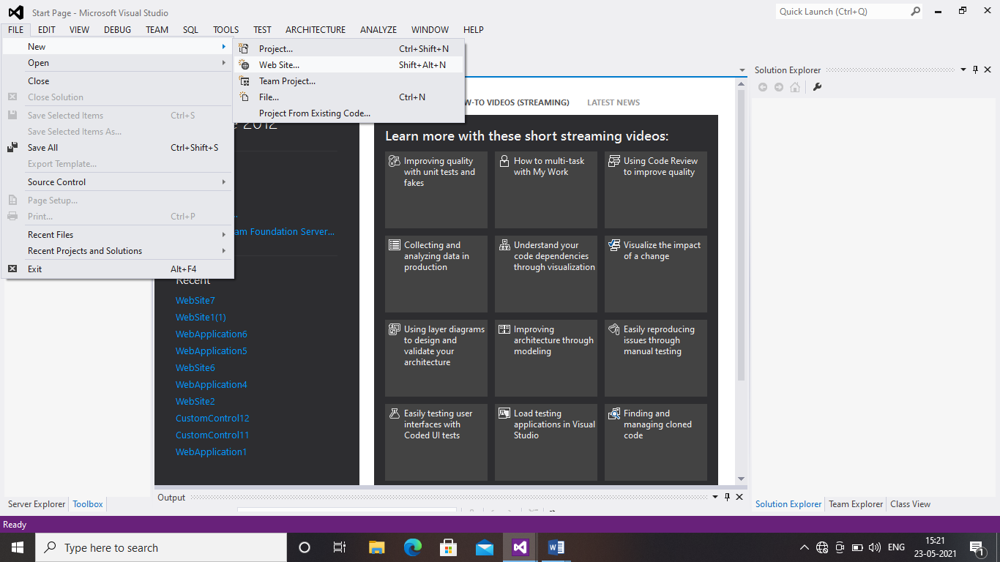 Start Page - Microsoft Visual Studio
Quick Launch (Ctrl+Q)
FILE EDIT VIEW DEBUG TEAM SQL TOOLS TEST ARCHITECTURE ANALYZE WINDOW HELP
New
Open
Close
Close Solution
Save Selected Items Ctrl+S
Save Selected Items As...
Save All Ctrl+Shift+S
Export Template...
Source Control
Page Setup...
Print... Ctrl+P
Recent Files
Recent Projects and Solutions
Exit Alt+F4
Project... Ctrl+Shift+N
Web Site... Shift+Alt+N
Team Project...
File... Ctrl+N
Project From Existing Code...
2012
am Foundation Server...
Recent
WebSite7
WebSite1(1)
WebApplication6
WebApplication5
WebSite6
WebApplication4
WebSite2
CustomControl12
CustomControl11
WebApplication1
W-TO VIDEOS (STREAMING) LATEST NEWS
Learn more with these short streaming videos:
Improving quality
with unit tests and
fakes
How to multi-task
with My Work
Using Code Review
to improve quality
Collecting and
analyzing data in
production
Understand your
code dependencies
through visualization
Visualize the impact
of a change
Using layer diagrams
to design and
validate your
architecture
Improving
architecture through
modeling
Easily reproducing
issues through
manual testing
Easily testing user
interfaces with
Coded UI tests
Load testing
applications in Visual
Studio
Finding and
managing cloned
code
Solution Explorer
Server Explorer Toolbox
Output
Solution Explorer Team Explorer Class View
Ready
Type here to search
ENG
15:21
23-05-2021
1